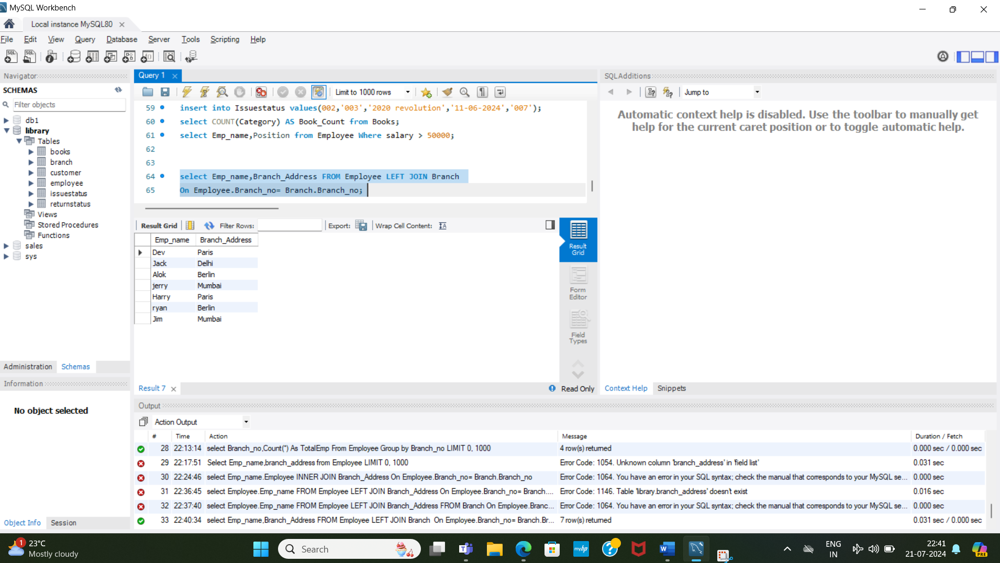 MySQL Workbench
Local instance MySQL80
File Edit View Query Database Server Tools Scripting Help
Navigator
SCHEMAS
Filter objects
db1
library
Tables
books
branch
customer
employee
issuestatus
returnstatus
Views
Stored Procedures
Functions
sales
sys
Administration Schemas
Information
No object selected
Object Info Session
Query 1
Limit to 1000 rows
59 insert into Issuestatus values(002,'003','2020 revolution','11-06-2024','007');
60 select COUNT(Category) AS Book_Count from Books;
61 select Emp_name,Position from Employee Where salary > 50000;
62
63
64 select Emp_name,Branch_Address FROM Employee LEFT JOIN Branch
65 On Employee.Branch_no= Branch.Branch_no;
Result Grid Filter Rows: Export: Wrap Cell Content:
Emp_name Branch_Address
Dev Paris
Jack Delhi
Alok Berlin
jerry Mumbai
Harry Paris
ryan Berlin
Jim Mumbai
Result
Grid
Form
Editor
Field
Types
Result 7
Read Only
SQLAdditions
Jump to
Automatic context help is disabled. Use the toolbar to manually get
help for the current caret position or to toggle automatic help.
Context Help Snippets
Output
Action Output
# Time Action Message Duration / Fetch
28 22:13:14 select Branch_no,Count(*) As TotalEmp From Employee Group by Branch_no LIMIT 0, 1000 4 row(s) returned 0.000 sec / 0.000 sec
29 22:17:51 Select Emp_name,branch_address from Employee LIMIT 0, 1000 Error Code: 1054. Unknown column 'branch_address' in 'field list' 0.031 sec
30 22:24:46 select Emp_name.Employee INNER JOIN Branch_Address On Employee.Branch_no= Branch.Branch_no Error Code: 1064. You have an error in your SQL syntax; check the manual that corresponds to your MySQL se... 0.000 sec
31 22:36:45 select Employee.Emp_name FROM Employee LEFT JOIN Branch_Address On Employee.Branch_no= Branch.... Error Code: 1146. Table 'library.branch_address' doesn't exist 0.016 sec
32 22:37:40 select Employee.Emp_name FROM Employee LEFT JOIN Branch_Address FROM Branch On Employee.Branc... Error Code: 1064. You have an error in your SQL syntax; check the manual that corresponds to your MySQL se... 0.000 sec
33 22:40:34 select Emp_name,Branch_Address FROM Employee LEFT JOIN Branch On Employee.Branch_no= Branch.Br... 7 row(s) returned 0.031 sec / 0.000 sec
1
23°C
Mostly cloudy
Search
myhp
ENG
IN
22:41
21-07-2024
PRE